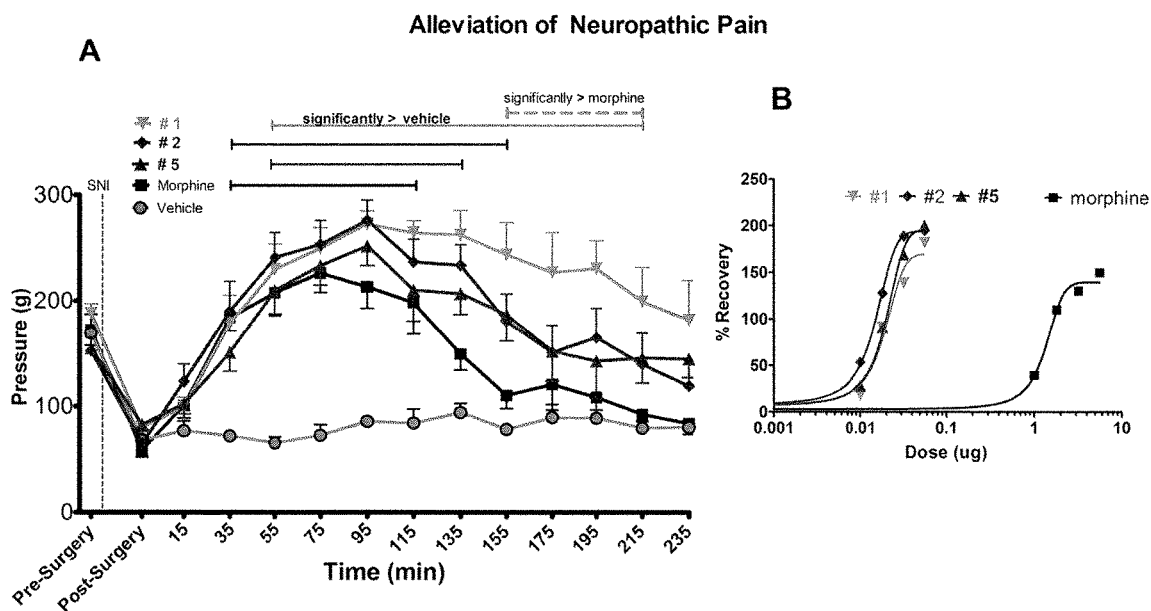 Alleviation of Neuropathic Pain
A
significantly > morphine
significantly > vehicle
# 1
# 2
# 5
Morphine
Vehicle
SNI
300
200
100
0
Pressure (g)
Pre-Surgery
Post-Surgery
15
35
55
75
95
115
135
155
175
195
215
235
Time (min)
B
#1 #2 #5 morphine
250
200
150
100
50
0
% Recovery
0.001 0.01 0.1 1 10
Dose (ug)